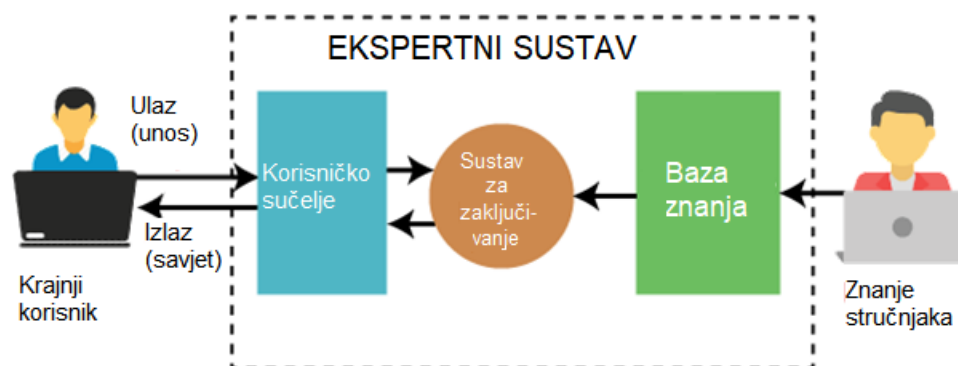 EKSPERTNI SUSTAV
Ulaz
(unos)
Izlaz
(savjet)
Krajnji
korisnik
Korisničko
sučelje
Sustav
za
zaključi-
vanje
Baza
znanja
Znanje
stručnjaka